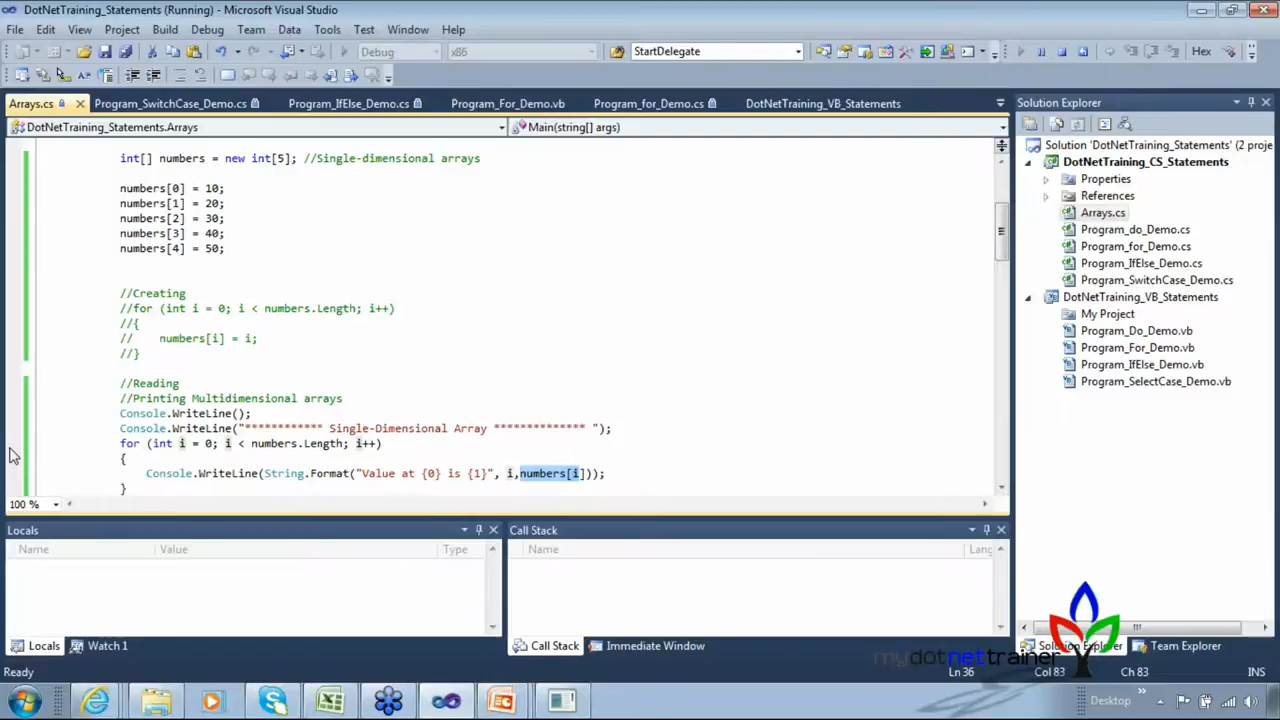 DotNetTraining_Statements (Running) - Microsoft Visual Studio
File Edit View Project Build Debug Team Data Tools Test Window Help
Debug x86 StartDelegate Hex
Arrays.cs Program_SwitchCase_Demo.cs Program_IfElse_Demo.cs Program_For_Demo.vb Program_for_Demo.cs DotNetTraining_VB_Statements
DotNetTraining_Statements.Arrays Main(string[] args)
int[] numbers = new int[5]; //Single-dimensional arrays
numbers[0] = 10;
numbers[1] = 20;
numbers[2] = 30;
numbers[3] = 40;
numbers[4] = 50;
//Creating
//for (int i = 0; i < numbers.Length; i++)
//{
//    numbers[i] = i;
//}
//Reading
//Printing Multidimensional arrays
Console.WriteLine();
Console.WriteLine("************ Single-Dimensional Array ************** ");
for (int i = 0; i < numbers.Length; i++)
{
Console.WriteLine(String.Format("Value at {0} is {1}", i,numbers[i]));
}
100 %
Solution Explorer
Solution 'DotNetTraining_Statements' (2 proje
DotNetTraining_CS_Statements
Properties
References
Arrays.cs
Program_do_Demo.cs
Program_for_Demo.cs
Program_IfElse_Demo.cs
Program_SwitchCase_Demo.cs
DotNetTraining_VB_Statements
My Project
Program_Do_Demo.vb
Program_For_Demo.vb
Program_IfElse_Demo.vb
Program_SelectCase_Demo.vb
Locals
Name Value Type
Call Stack
Name Lang
Locals Watch 1
Call Stack Immediate Window
Solution Explorer Team Explorer
mydotnettrainer
Ready Ln 36 Col 83 Ch 83 INS
Desktop